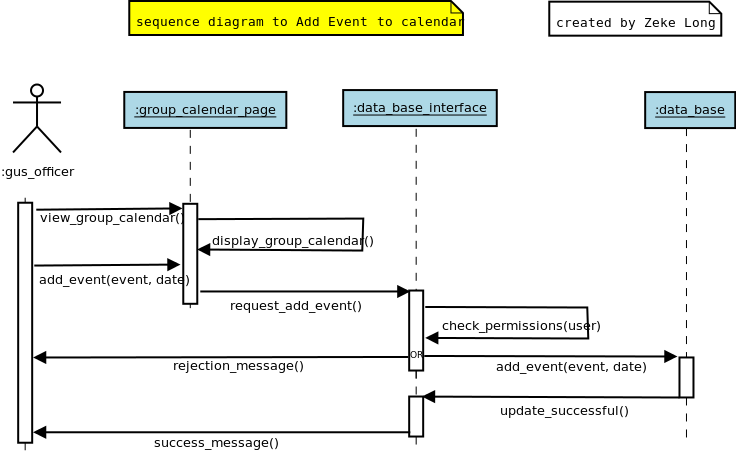 sequence diagram to Add Event to calendar
created by Zeke Long
:group_calendar_page
:data_base_interface
:data_base
:gus_officer
view_group_calendar()
display_group_calendar()
add_event(event, date)
request_add_event()
check_permissions(user)
OR
rejection_message()
add_event(event, date)
update_successful()
success_message()